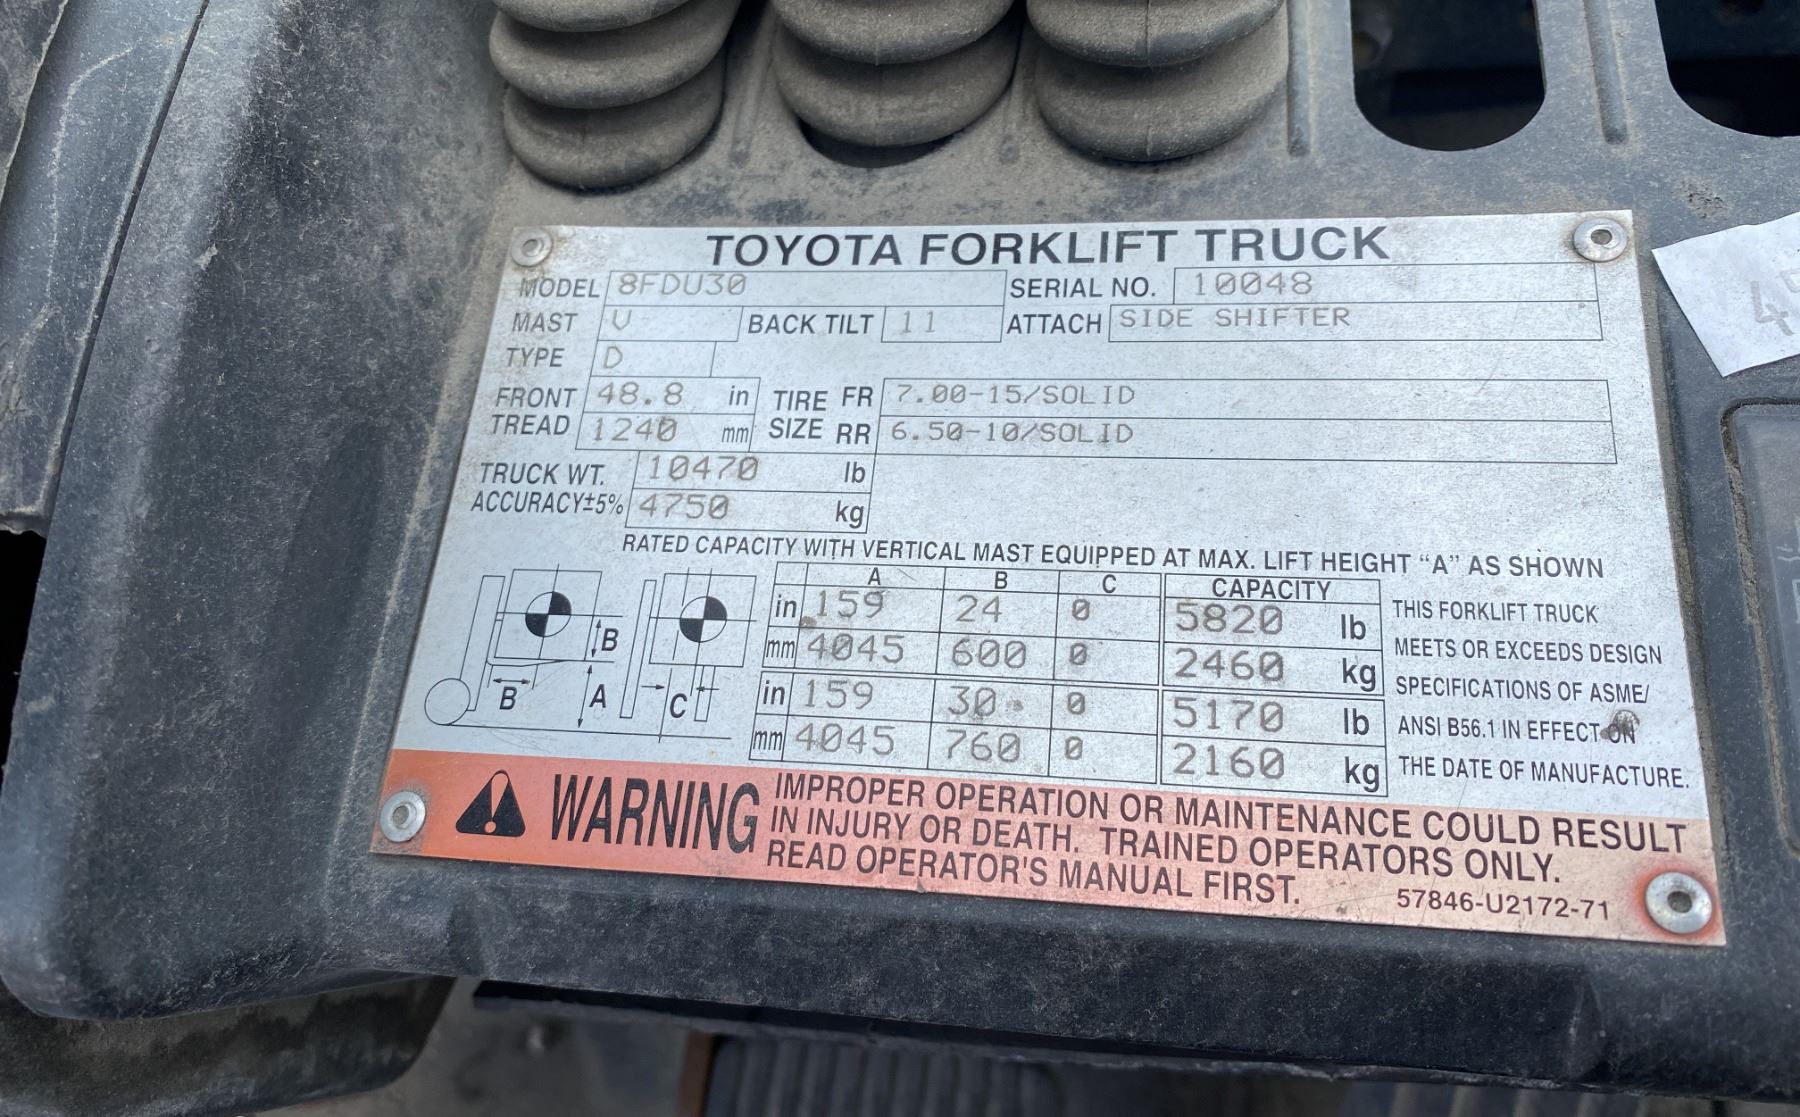 TOYOTA FORKLIFT TRUCK
MODEL 8FDU30 SERIAL NO. 10048
MAST V BACK TILT 11 ATTACH SIDE SHIFTER
TYPE D
FRONT TREAD 48.8 in TIRE SIZE FR 7.00-15/SOLID
1240 mm RR 6.50-10/SOLID
TRUCK WT. 10470 lb
ACCURACY±5% 4750 kg
RATED CAPACITY WITH VERTICAL MAST EQUIPPED AT MAX. LIFT HEIGHT "A" AS SHOWN
A B C CAPACITY
in 159 24 0 5820 lb
mm 4045 600 0 2460 kg
in 159 30 0 5170 lb
mm 4045 760 0 2160 kg
B
B A C
THIS FORKLIFT TRUCK
MEETS OR EXCEEDS DESIGN
SPECIFICATIONS OF ASME/
ANSI B56.1 IN EFFECT ON
THE DATE OF MANUFACTURE.
WARNING
IMPROPER OPERATION OR MAINTENANCE COULD RESULT
IN INJURY OR DEATH. TRAINED OPERATORS ONLY.
READ OPERATOR'S MANUAL FIRST.
57846-U2172-71